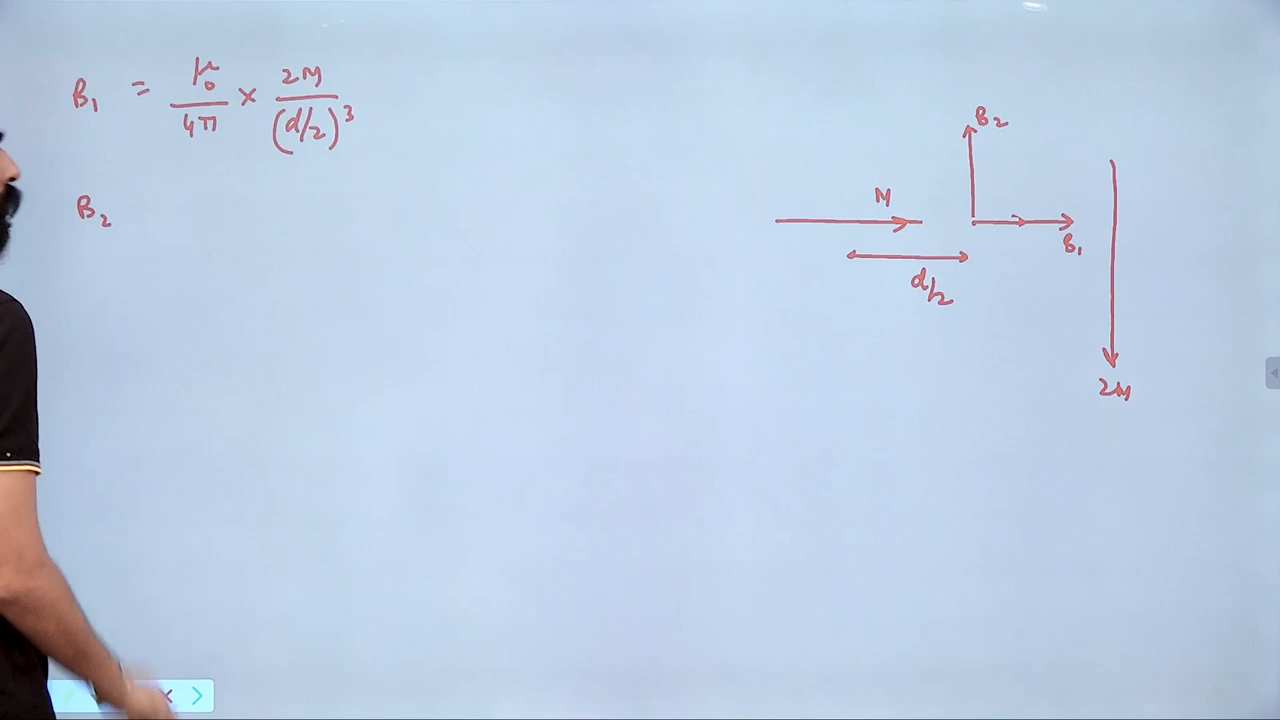 B₁ = μ₀/4π × 2M/(d/2)³
B₂
B₂
M
B₁
d/2
2M